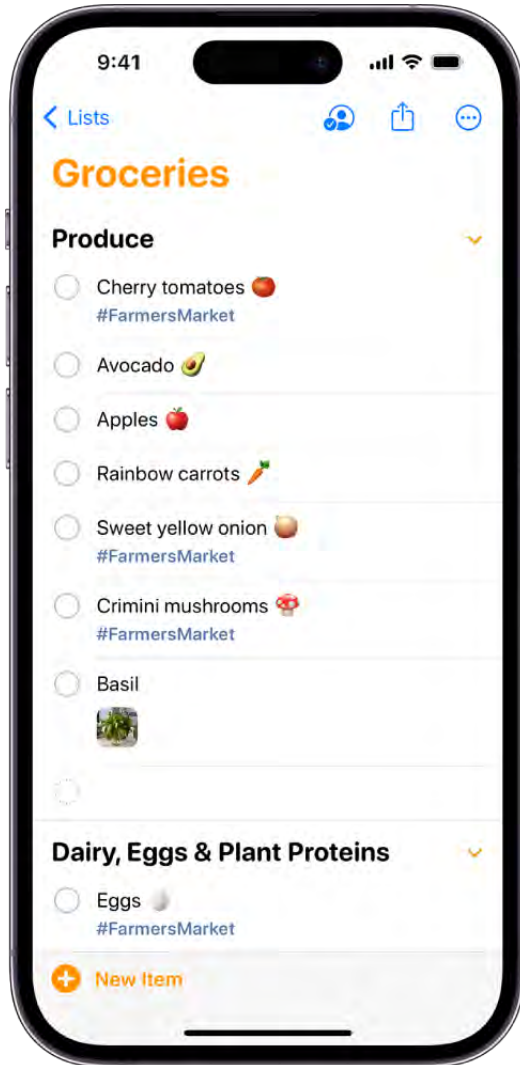 9:41
Lists
Groceries
Produce
Cherry tomatoes 🍅
#FarmersMarket
Avocado 🥑
Apples 🍎
Rainbow carrots 🥕
Sweet yellow onion 🧅
#FarmersMarket
Crimini mushrooms 🍄
#FarmersMarket
Basil
Dairy, Eggs & Plant Proteins
Eggs 🥚
#FarmersMarket
New Item